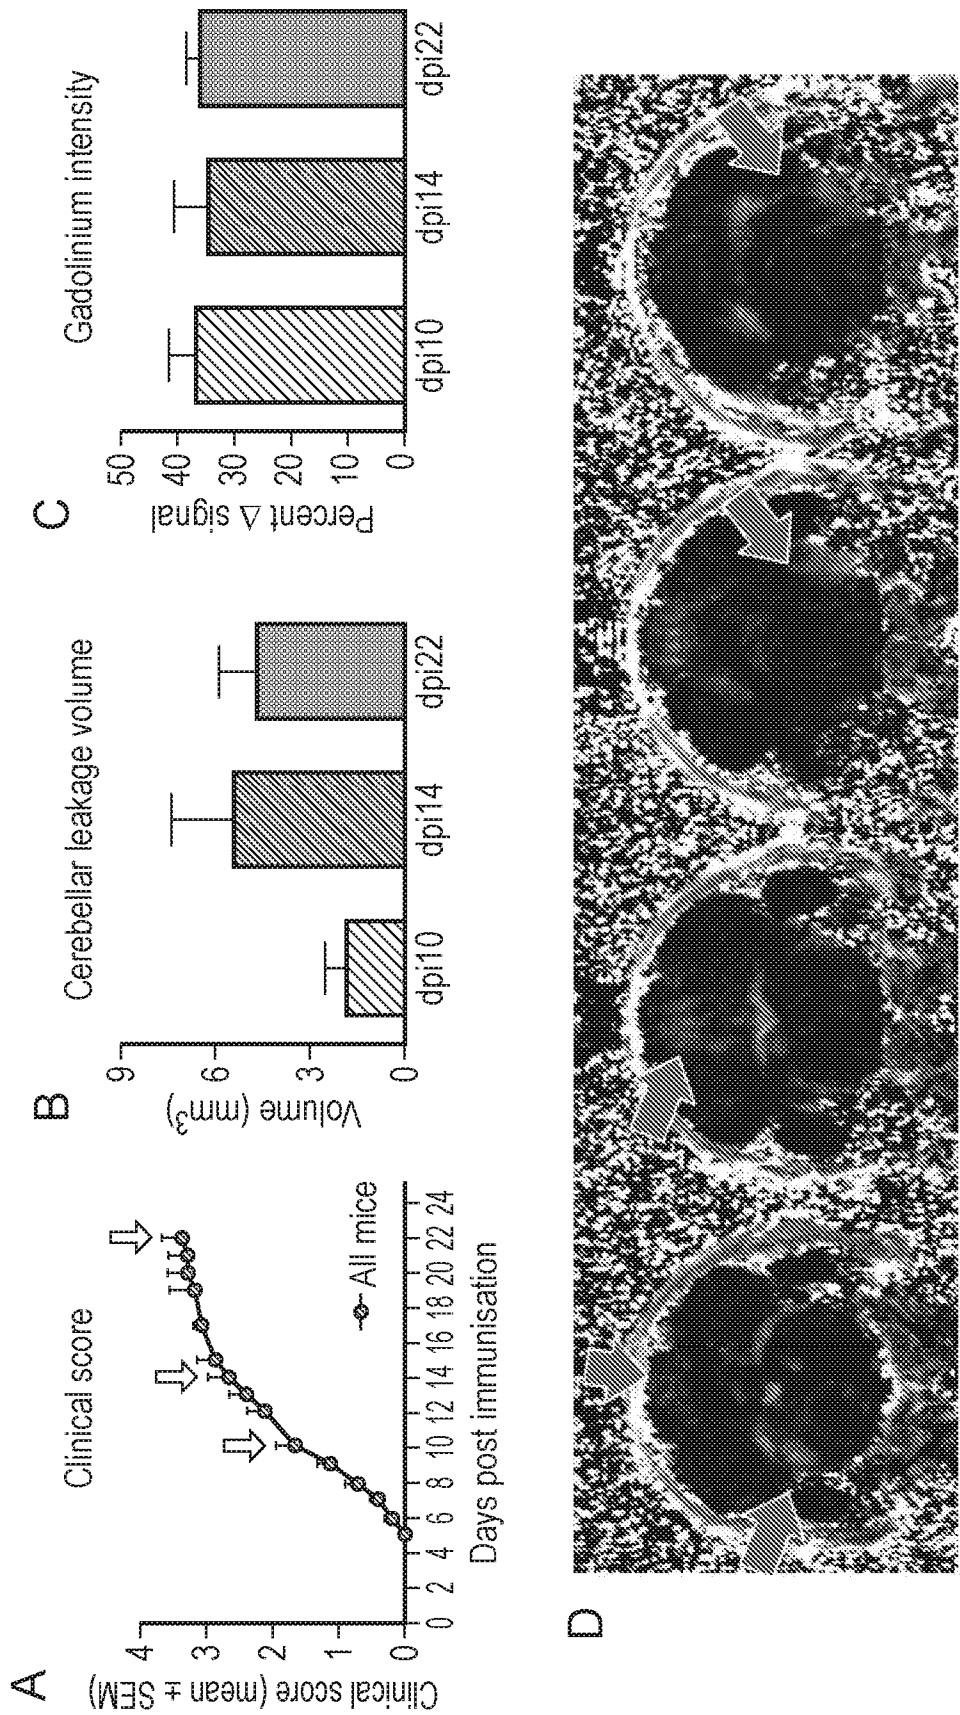 A
Clinical score
Clinical score (mean ± SEM)
4
3
2
1
0
0 2 4 6 8 10 12 14 16 18 20 22 24
Days post immunisation
All mice
B
Cerebellar leakage volume
Volume (mm³)
9
6
3
0
dpi10 dpi14 dpi22
C
Gadolinium intensity
Percent Δ signal
50
40
30
20
10
0
dpi10 dpi14 dpi22
D